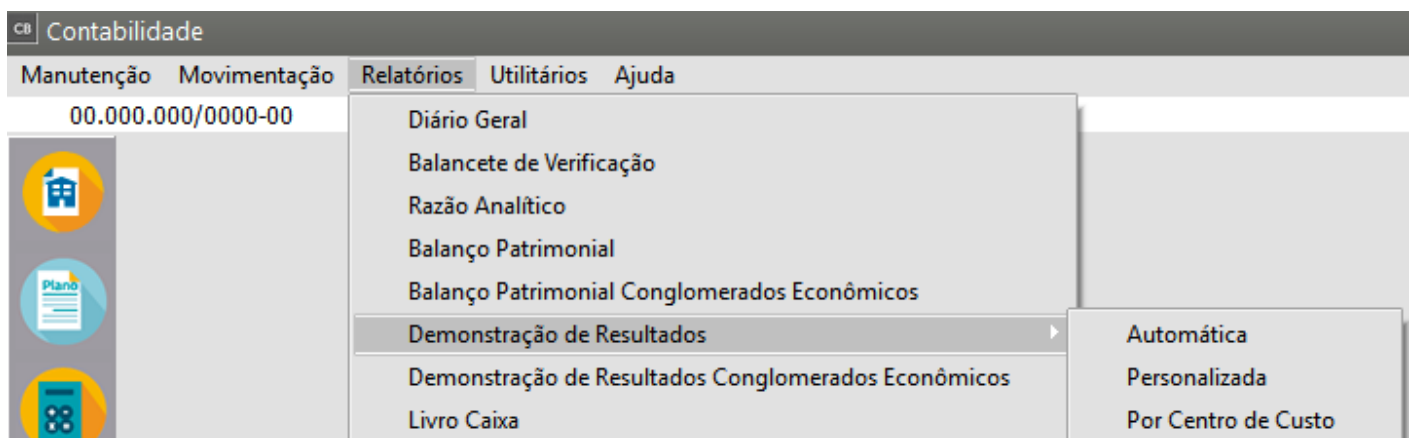 CB Contabilidade
Manutenção Movimentação Relatórios Utilitários Ajuda
00.000.000/0000-00
Diário Geral
Balancete de Verificação
Razão Analítico
Balanço Patrimonial
Plano
Balanço Patrimonial Conglomerados Econômicos
Demonstração de Resultados
Automática
Demonstração de Resultados Conglomerados Econômicos
Personalizada
Livro Caixa
Por Centro de Custo